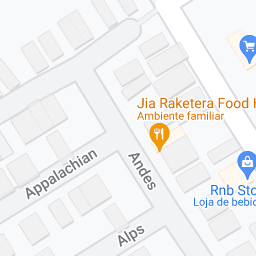 Jia Raketera Food H
Ambiente familiar
Andes
Appalachian
Rnb Sto
Loja de bebid
Alps